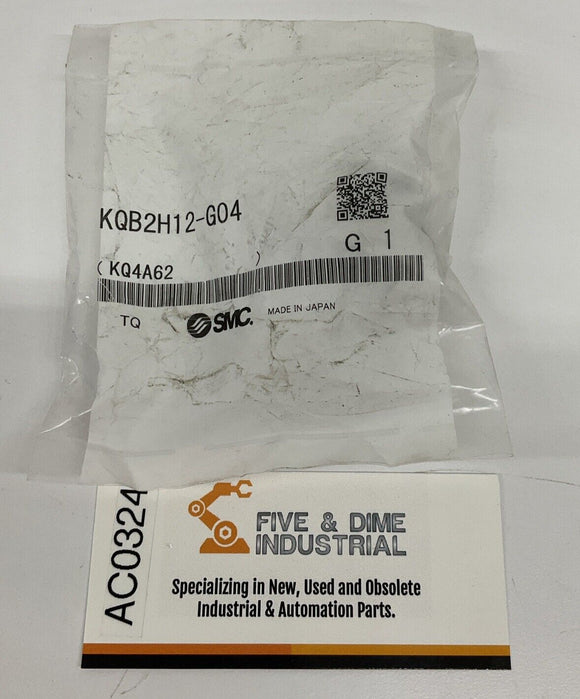 KQB2H12-G04
G 1
( KQ4A62 )
TQ
SMC.
MADE IN JAPAN
AC0324
FIVE & DIME
INDUSTRIAL
Specializing in New, Used and Obsolete
Industrial & Automation Parts.